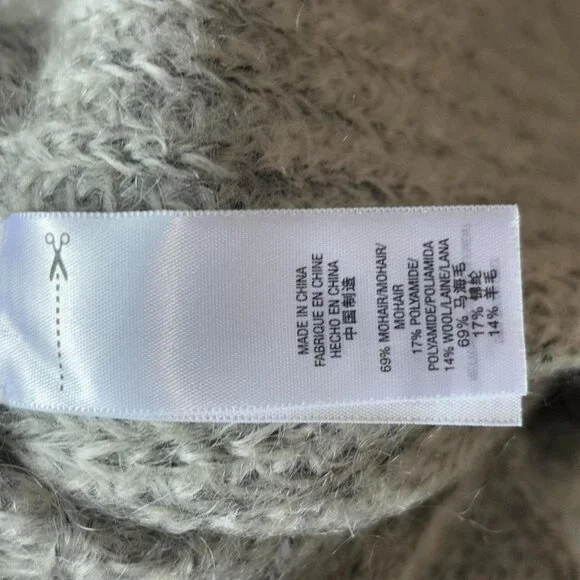 MADE IN CHINA
FABRIQUE EN CHINE
HECHO EN CHINA
中国制造
69% MOHAIR/MOHAIR/
MOHAIR
17% POLYAMIDE/
POLYAMIDE/POLIAMIDA
14% WOOL/LAINE/LANA
69% 马海毛
17% 锦纶
14% 羊毛